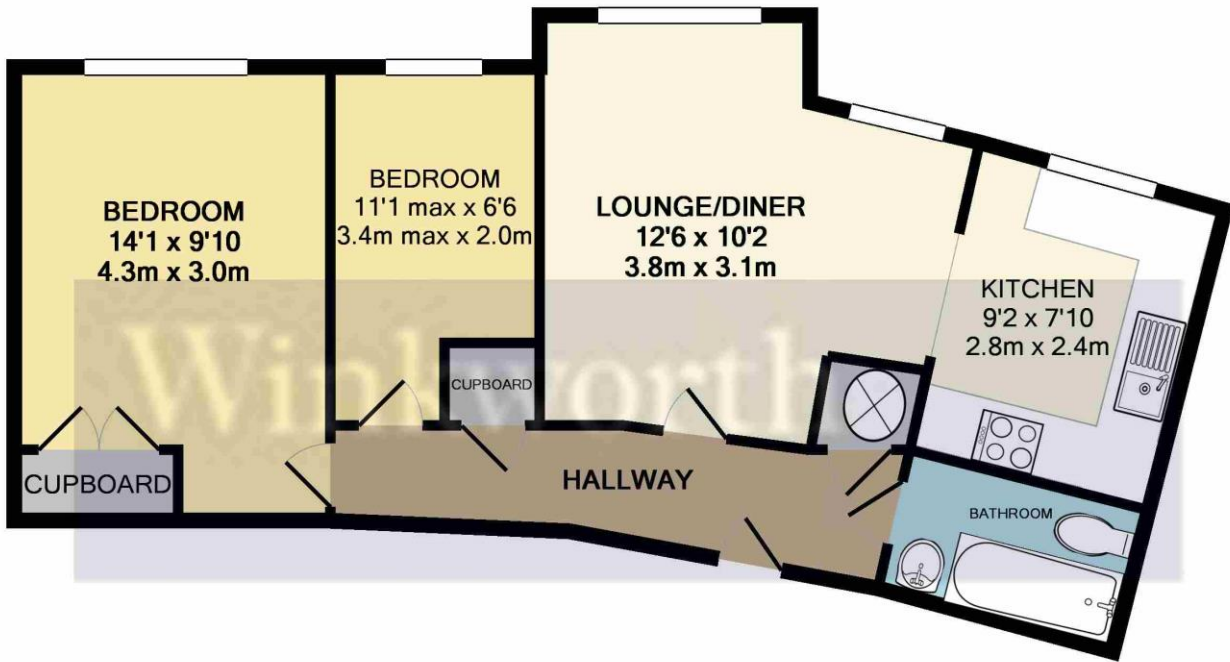 BEDROOM
14'1 x 9'10
4.3m x 3.0m
CUPBOARD
BEDROOM
11'1 max x 6'6
3.4m max x 2.0m
CUPBOARD
LOUNGE/DINER
12'6 x 10'2
3.8m x 3.1m
KITCHEN
9'2 x 7'10
2.8m x 2.4m
HALLWAY
BATHROOM
Winkworth